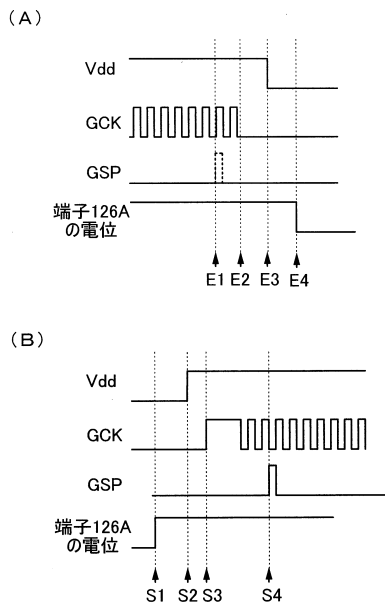 (A)
Vdd
GCK
GSP
端子126A
の電位
E1 E2 E3 E4
(B)
Vdd
GCK
GSP
端子126A
の電位
S1 S2 S3 S4